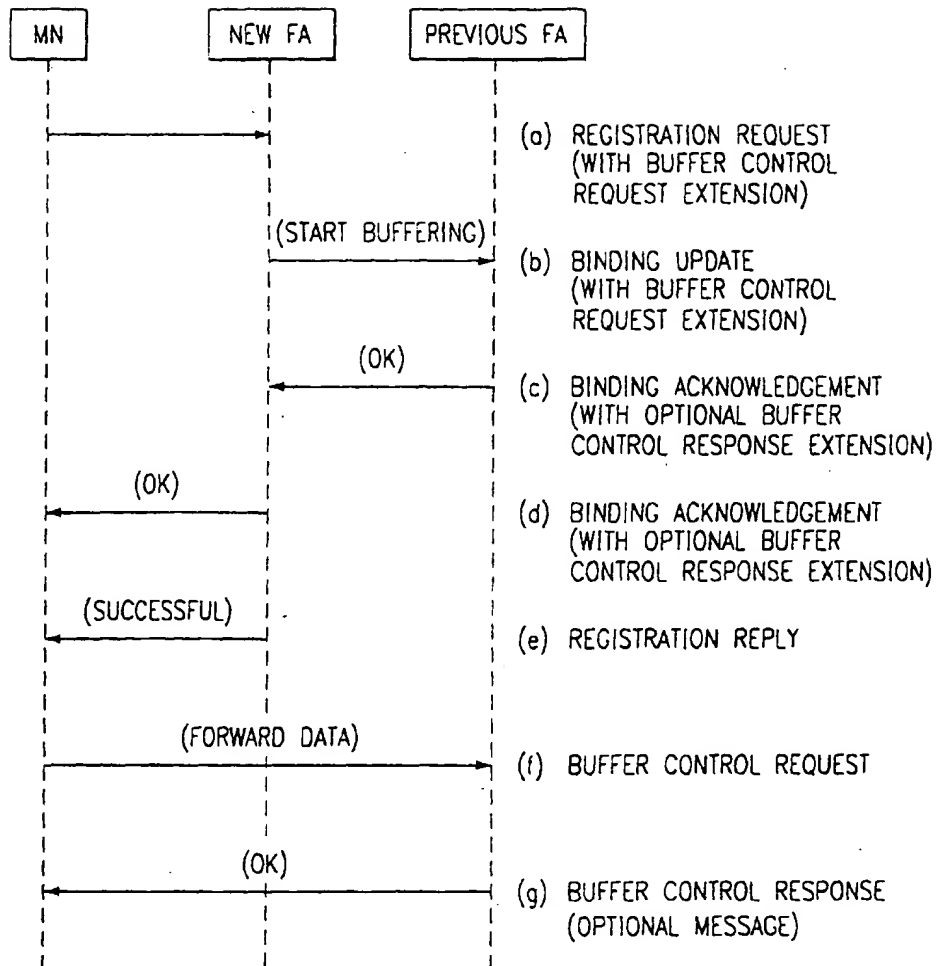 MN
NEW FA
PREVIOUS FA
(a) REGISTRATION REQUEST
(WITH BUFFER CONTROL
REQUEST EXTENSION)
(START BUFFERING)
(b) BINDING UPDATE
(WITH BUFFER CONTROL
REQUEST EXTENSION)
(OK)
(c) BINDING ACKNOWLEDGEMENT
(WITH OPTIONAL BUFFER
CONTROL RESPONSE EXTENSION)
(OK)
(d) BINDING ACKNOWLEDGEMENT
(WITH OPTIONAL BUFFER
CONTROL RESPONSE EXTENSION)
(SUCCESSFUL)
(e) REGISTRATION REPLY
(FORWARD DATA)
(f) BUFFER CONTROL REQUEST
(OK)
(g) BUFFER CONTROL RESPONSE
(OPTIONAL MESSAGE)